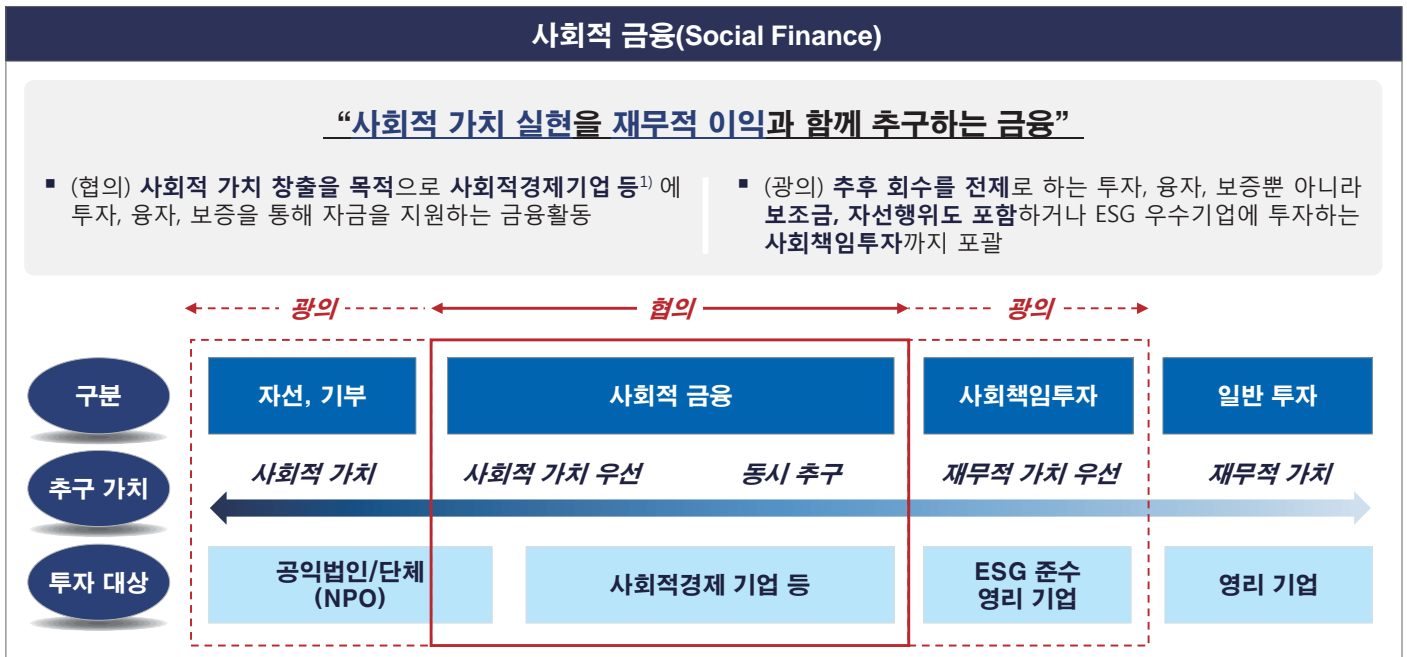 사회적 금융(Social Finance)
“사회적 가치 실현을 재무적 이익과 함께 추구하는 금융”
▪ (협의) 사회적 가치 창출을 목적으로 사회적경제기업 등1) 에
투자, 융자, 보증을 통해 자금을 지원하는 금융활동
▪ (광의) 추후 회수를 전제로 하는 투자, 융자, 보증뿐 아니라
보조금, 자선행위도 포함하거나 ESG 우수기업에 투자하는
사회책임투자까지 포괄
광의 협의 광의
구분 자선, 기부 사회적 금융 사회책임투자 일반 투자
추구 가치 사회적 가치 사회적 가치 우선 동시 추구 재무적 가치 우선 재무적 가치
투자 대상
공익법인/단체
(NPO)
사회적경제 기업 등
ESG 준수
영리 기업
영리 기업